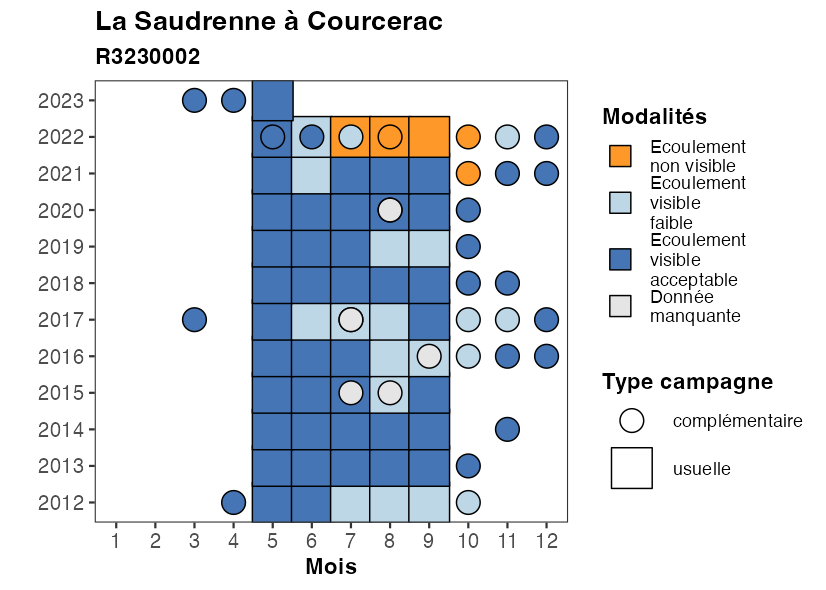 La Saudrenne à Courcerac
R3230002
2023
2022
2021
2020
2019
2018
2017
2016
2015
2014
2013
2012
1 2 3 4 5 6 7 8 9 10 11 12
Mois
Modalités
Ecoulement
non visible
Ecoulement
visible
faible
Ecoulement
visible
acceptable
Donnée
manquante
Type campagne
complémentaire
usuelle